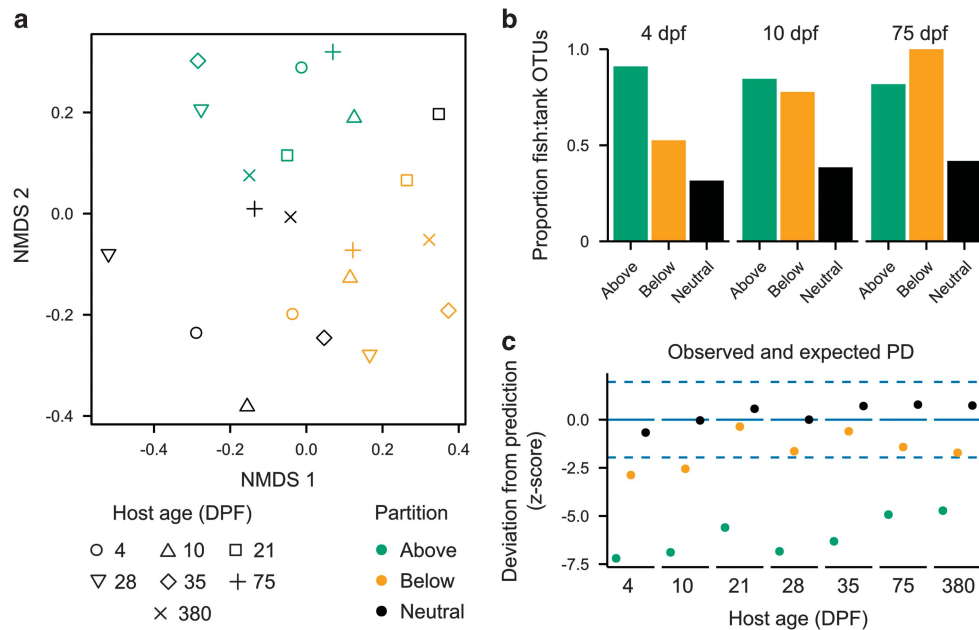 a
NMDS 2
0.2
0.0
-0.2
-0.4
-0.4 -0.2 0.0 0.2 0.4
NMDS 1
Host age (DPF)
4 10 21
28 35 75
380
Partition
Above
Below
Neutral
b
4 dpf 10 dpf 75 dpf
Proportion fish:tank OTUs
1.0
0.5
0
Above Below Neutral Above Below Neutral Above Below Neutral
c
Observed and expected PD
Deviation from prediction
(z-score)
0.0
-2.5
-5.0
-7.5
4 10 21 28 35 75 380
Host age (DPF)